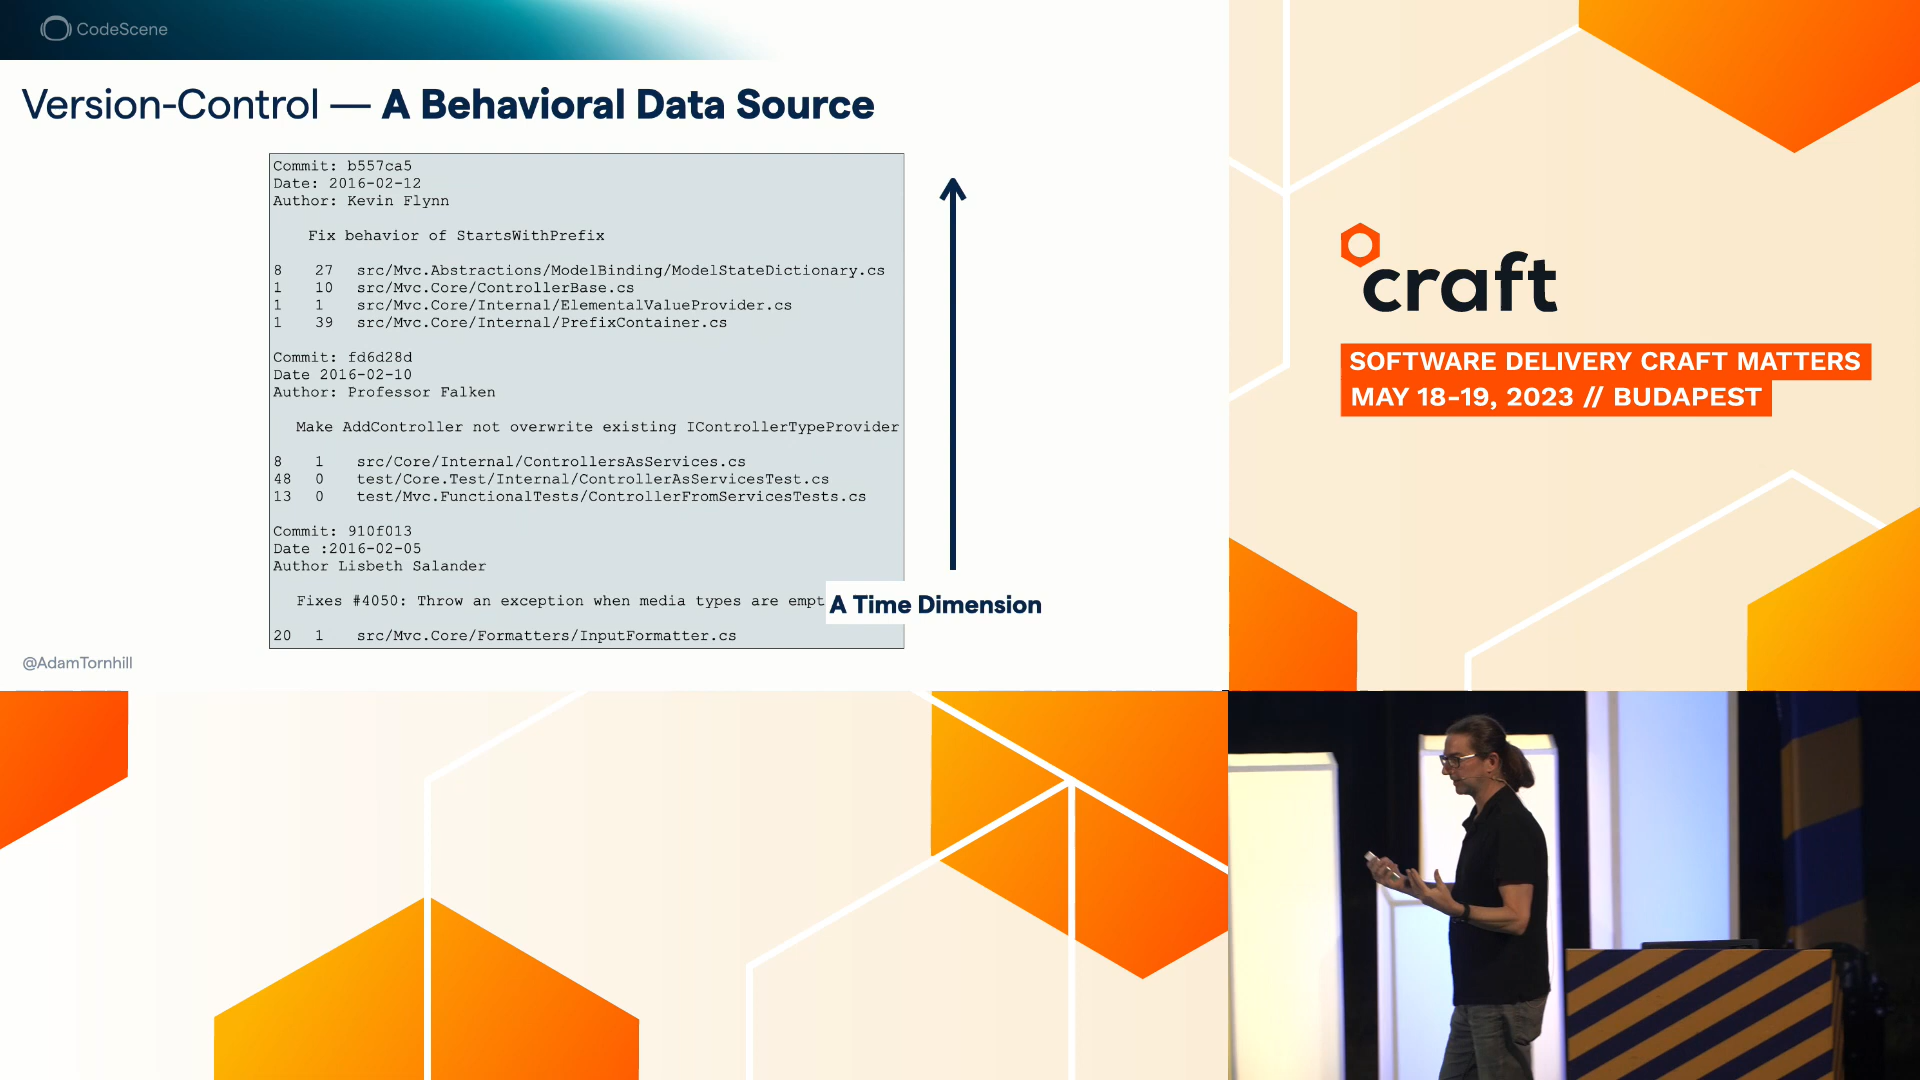 CodeScene
Version-Control — A Behavioral Data Source
Commit: b557ca5
Date: 2016-02-12
Author: Kevin Flynn
Fix behavior of StartsWithPrefix
8 27 src/Mvc.Abstractions/ModelBinding/ModelStateDictionary.cs
1 10 src/Mvc.Core/ControllerBase.cs
1 1 src/Mvc.Core/Internal/ElementalValueProvider.cs
1 39 src/Mvc.Core/Internal/PrefixContainer.cs
Commit: fd6d28d
Date 2016-02-10
Author: Professor Falken
Make AddController not overwrite existing IControllerTypeProvider
8 1 src/Core/Internal/ControllersAsServices.cs
48 0 test/Core.Test/Internal/ControllerAsServicesTest.cs
13 0 test/Mvc.FunctionalTests/ControllerFromServicesTests.cs
Commit: 910f013
Date :2016-02-05
Author Lisbeth Salander
Fixes #4050: Throw an exception when media types are empt
20 1 src/Mvc.Core/Formatters/InputFormatter.cs
A Time Dimension
@AdamTornhill
craft
SOFTWARE DELIVERY CRAFT MATTERS
MAY 18-19, 2023 // BUDAPEST